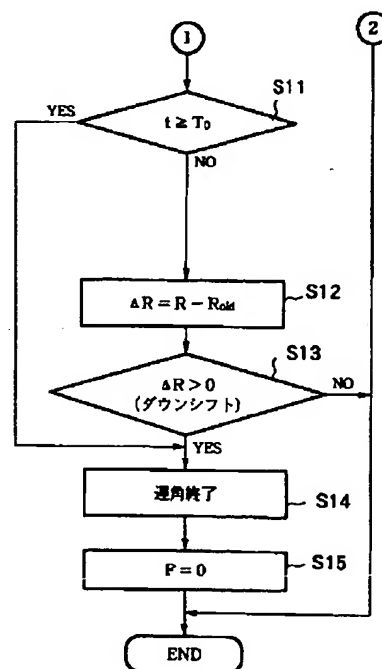 1
2
S11
YES
t ≧ T₀
NO
ΔR = R − Rold
S12
S13
ΔR > 0
NO
(ダウンシフト)
YES
遅角終了
S14
F = 0
S15
END